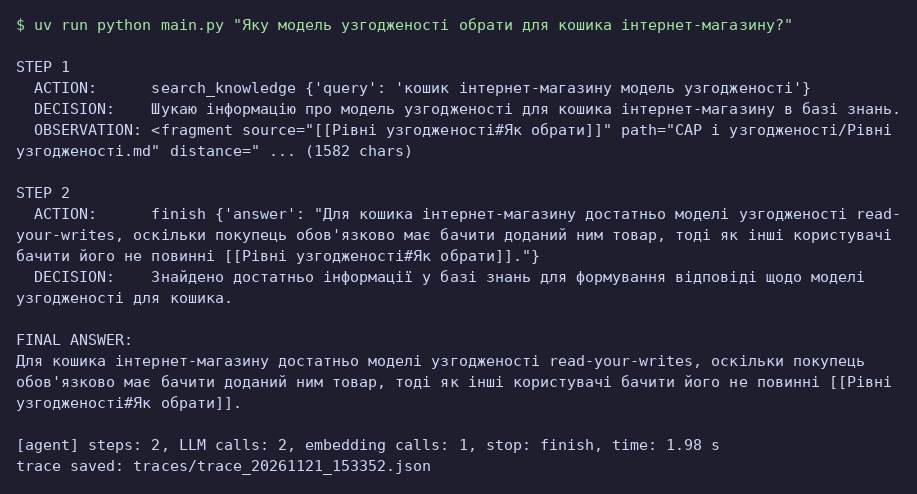 $ uv run python main.py "Яку модель узгодженості обрати для кошика інтернет-магазину?"
STEP 1
ACTION: search_knowledge {'query': 'кошик інтернет-магазину модель узгодженості'}
DECISION: Шукаю інформацію про модель узгодженості для кошика інтернет-магазину в базі знань.
OBSERVATION: <fragment source="[[Рівні узгодженості#Як обрати]]" path="CAP і узгодженості/Рівні
узгодженості.md" distance=" ... (1582 chars)
STEP 2
ACTION: finish {'answer': "Для кошика інтернет-магазину достатньо моделі узгодженості read-
your-writes, оскільки покупець обов'язково має бачити доданий ним товар, тоді як інші користувачі
бачити його не повинні [[Рівні узгодженості#Як обрати]]."}
DECISION: Знайдено достатньо інформації у базі знань для формування відповіді щодо моделі
узгодженості для кошика.
FINAL ANSWER:
Для кошика інтернет-магазину достатньо моделі узгодженості read-your-writes, оскільки покупець
обов'язково має бачити доданий ним товар, тоді як інші користувачі бачити його не повинні [[Рівні
узгодженості#Як обрати]].
[agent] steps: 2, LLM calls: 2, embedding calls: 1, stop: finish, time: 1.98 s
trace saved: traces/trace_20261121_153352.json